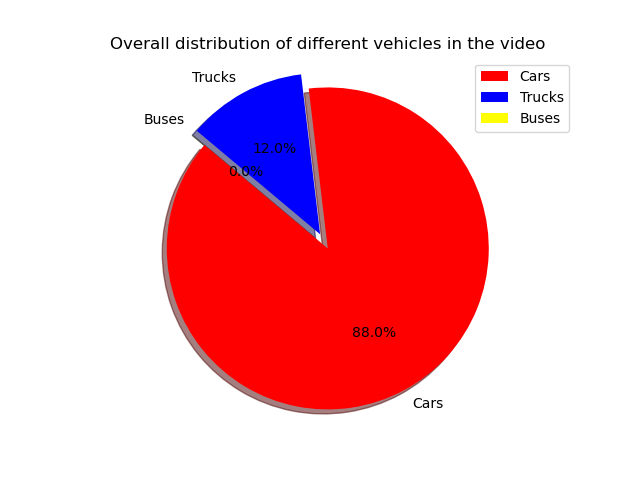 Overall distribution of different vehicles in the video
Cars
Trucks
Buses
Trucks
Buses
12.0%
0.0%
88.0%
Cars